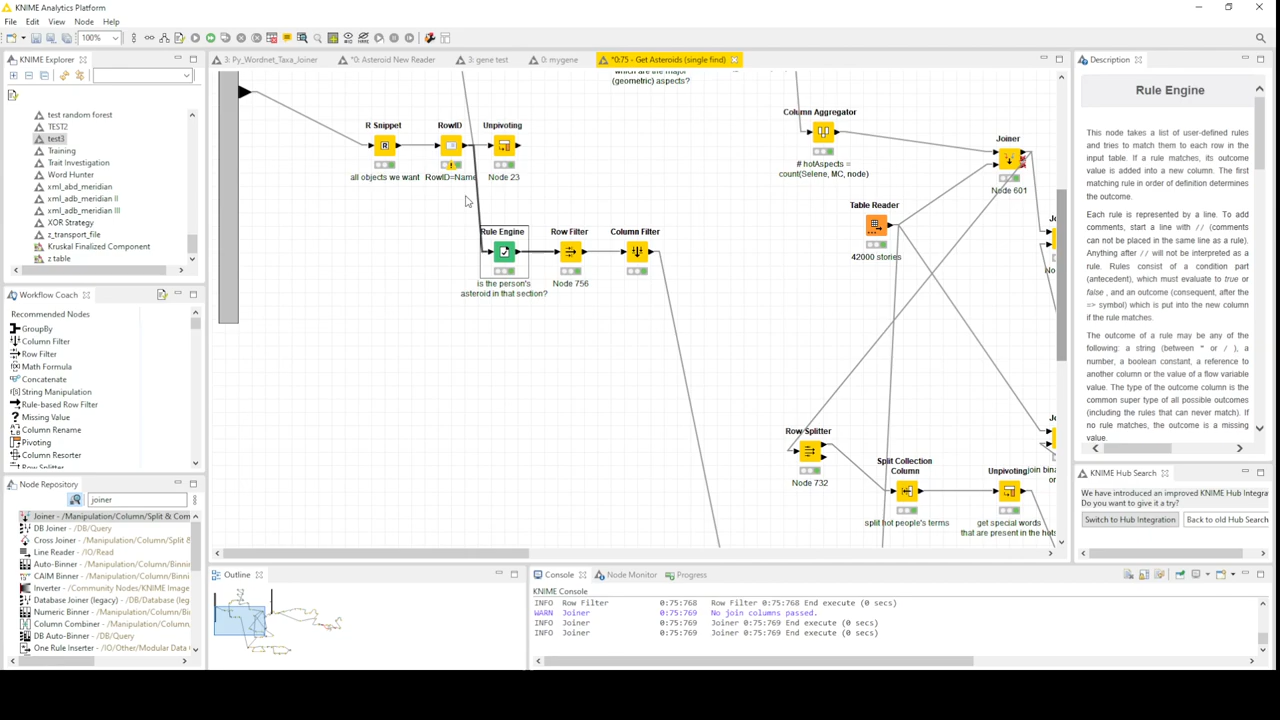 KNIME Analytics Platform
File Edit View Node Help
100%
KNIME Explorer
test random forest
TEST2
test3
Training
Trait Investigation
Word Hunter
xml_abd_meridian
xml_adb_meridian II
xml_adb_meridian III
XOR Strategy
z_transport_file
Kruskal Finalized Component
z table
Workflow Coach
Recommended Nodes
GroupBy
Column Filter
Row Filter
Math Formula
Concatenate
String Manipulation
Rule-based Row Filter
Missing Value
Column Rename
Pivoting
Column Resorter
Row Splitter
Node Repository
joiner
Joiner - /Manipulation/Column/Split & Com
DB Joiner - /DB/Query
Cross Joiner - /Manipulation/Column/Split &
Line Reader - /IO/Read
Auto-Binner - /Manipulation/Column/Binni
CAIM Binner - /Manipulation/Column/Binni
Inverter - /Community Nodes/KNIME Image
Database Joiner (legacy) - /Database (legac
Numeric Binner - /Manipulation/Column/
Column Combiner - /Manipulation/Column
DB Auto-Binner - /DB/Query
One Rule Inserter - /IO/Other/Modular Data
3: Py_Wordnet_Taxa_Joiner
*0: Asteroid New Reader
3: gene test
0: mygene
*0:75 - Get Asteroids (single find)
which are the major
(geometric) aspects?
R Snippet
all objects we want
RowID
RowID=Name
Unpivoting
Node 23
Rule Engine
is the person's
asteroid in that section?
Row Filter
Node 756
Column Filter
Column Aggregator
# hotAspects =
count(Selene, MC, node)
Joiner
Node 601
Table Reader
42000 stories
Row Splitter
Node 732
Split Collection
Column
split hot people's terms
Unpivoting
get special words
that are present in the hots
join bina
Outline
Console
Node Monitor
Progress
KNIME Console
INFO Row Filter 0:75:768 Row Filter 0:75:768 End execute (0 secs)
WARN Joiner 0:75:769 No join columns passed.
INFO Joiner 0:75:769 Joiner 0:75:769 End execute (0 secs)
INFO Joiner 0:75:769 Joiner 0:75:769 End execute (0 secs)
Description
Rule Engine
This node takes a list of user-defined rules
and tries to match them to each row in the
input table. If a rule matches, its outcome
value is added into a new column. The first
matching rule in order of definition determines
the outcome.
Each rule is represented by a line. To add
comments, start a line with // (comments
can not be placed in the same line as a rule).
Anything after // will not be interpreted as a
rule. Rules consist of a condition part
(antecedent), which must evaluate to true or
false , and an outcome (consequent, after the
=> symbol) which is put into the new column
if the rule matches.
The outcome of a rule may be any of the
following: a string (between " or / ), a
number, a boolean constant, a reference to
another column or the value of a flow variable
value. The type of the outcome column is the
common super type of all possible outcomes
(including the rules that can never match). If
no rule matches, the outcome is a missing
value.
KNIME Hub Search
We have introduced an improved KNIME Hub Integra
Do you want to give it a try?
Switch to Hub Integration
Back to old Hub Search